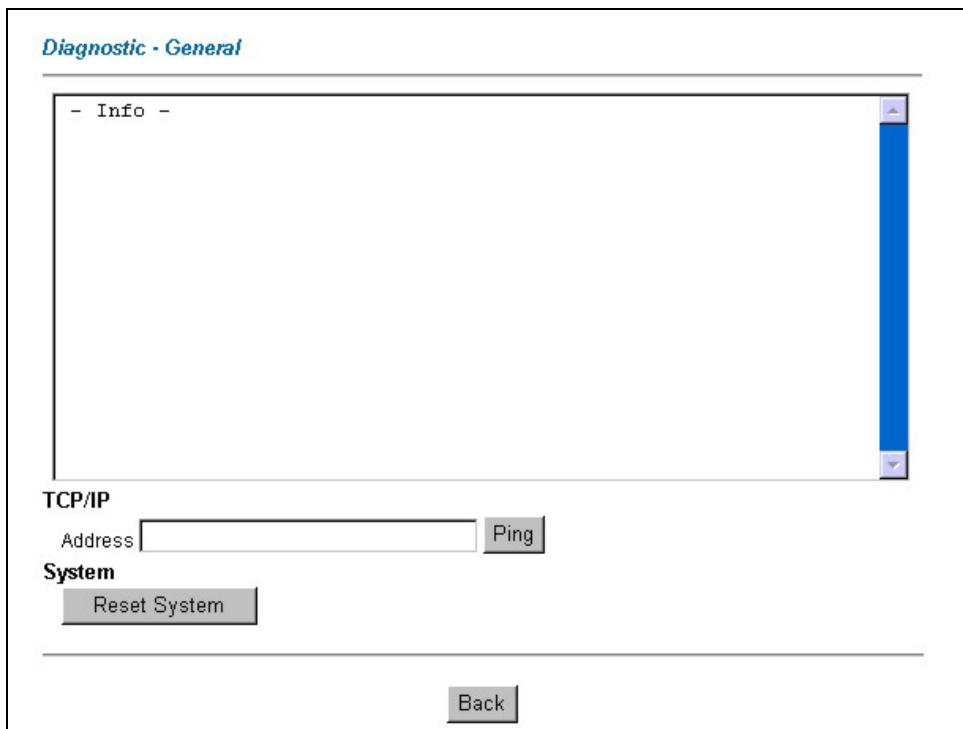 Diagnostic - General
- Info -
TCP/IP
Address Ping
System
Reset System
Back